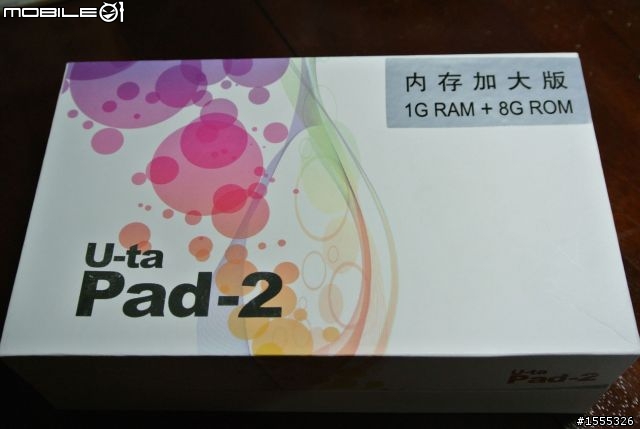 MOBILE01
内存加大版
1G RAM + 8G ROM
U-ta
Pad-2
U-ta
Pad-2
#1555326